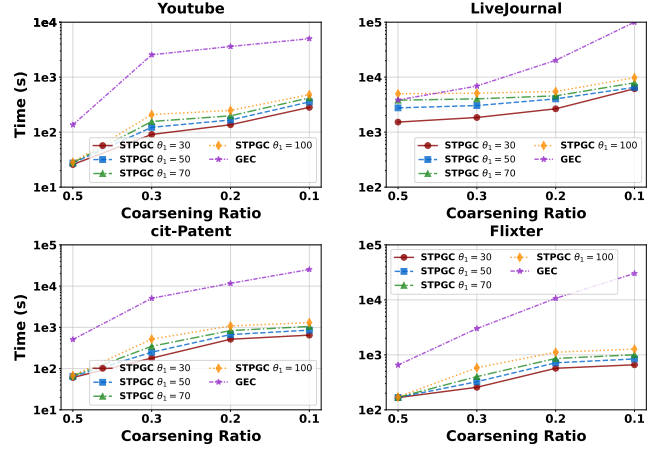 Youtube
1e4
1e3
1e2
1e1
Time (s)
STPGC θ₁ = 30
STPGC θ₁ = 50
STPGC θ₁ = 70
STPGC θ₁ = 100
GEC
0.5 0.3 0.2 0.1
Coarsening Ratio
LiveJournal
1e5
1e4
1e3
1e2
STPGC θ₁ = 30
STPGC θ₁ = 50
STPGC θ₁ = 70
STPGC θ₁ = 100
GEC
0.5 0.3 0.2 0.1
Coarsening Ratio
cit-Patent
1e5
1e4
1e3
1e2
1e1
Time (s)
STPGC θ₁ = 30
STPGC θ₁ = 50
STPGC θ₁ = 70
STPGC θ₁ = 100
GEC
0.5 0.3 0.2 0.1
Coarsening Ratio
Flixter
1e5
1e4
1e3
1e2
STPGC θ₁ = 30
STPGC θ₁ = 50
STPGC θ₁ = 70
STPGC θ₁ = 100
GEC
0.5 0.3 0.2 0.1
Coarsening Ratio